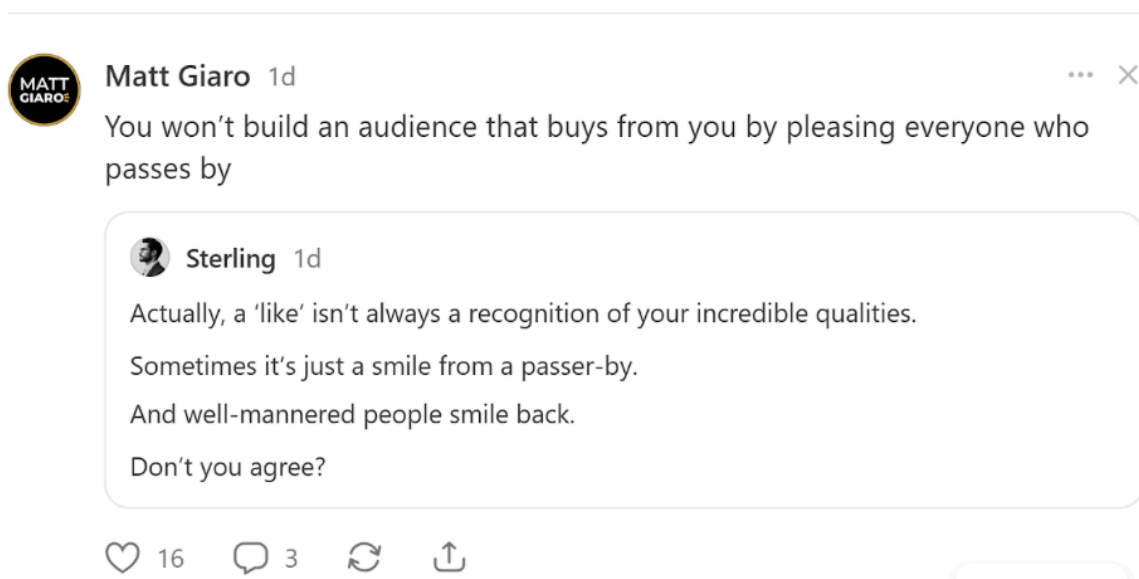 MATT
GIARO
Matt Giaro 1d
You won’t build an audience that buys from you by pleasing everyone who
passes by
Sterling 1d
Actually, a ‘like’ isn’t always a recognition of your incredible qualities.
Sometimes it’s just a smile from a passer-by.
And well-mannered people smile back.
Don’t you agree?
16 3